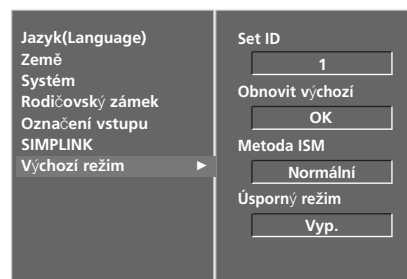 Jazyk(Language)
Země
Systém
Rodičovský zámek
Označení vstupu
SIMPLINK
Výchozí režim ►
Set ID
1
Obnovit výchozí
OK
Metoda ISM
Normální
Úsporný režim
Vyp.